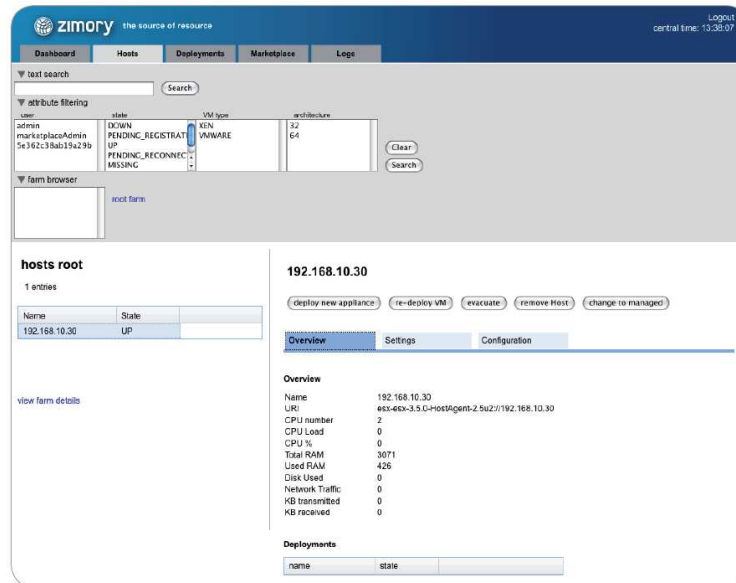 zimory the source of resource
Logout
central time: 13:38:07
Dashboard Hosts Deployments Marketplace Logs
text search
Search
attribute filtering
user state VM type architecture
admin DOWN XEN 32
marketplaceAdmin PENDING_REGISTRATI VMWARE 64
5e362c38ab19a29b UP
PENDING_RECONNEC
MISSING
Clear
Search
farm browser
root farm
hosts root
1 entries
Name State
192.168.10.30 UP
view farm details
192.168.10.30
deploy new appliance re-deploy VM evacuate remove Host change to managed
Overview Settings Configuration
Overview
Name 192.168.10.30
URI esx-esx-3.5.0-HostAgent-2.5u2://192.168.10.30
CPU number 2
CPU Load 0
CPU % 0
Total RAM 3071
Used RAM 426
Disk Used 0
Network Traffic 0
KB transmitted 0
KB received 0
Deployments
name state